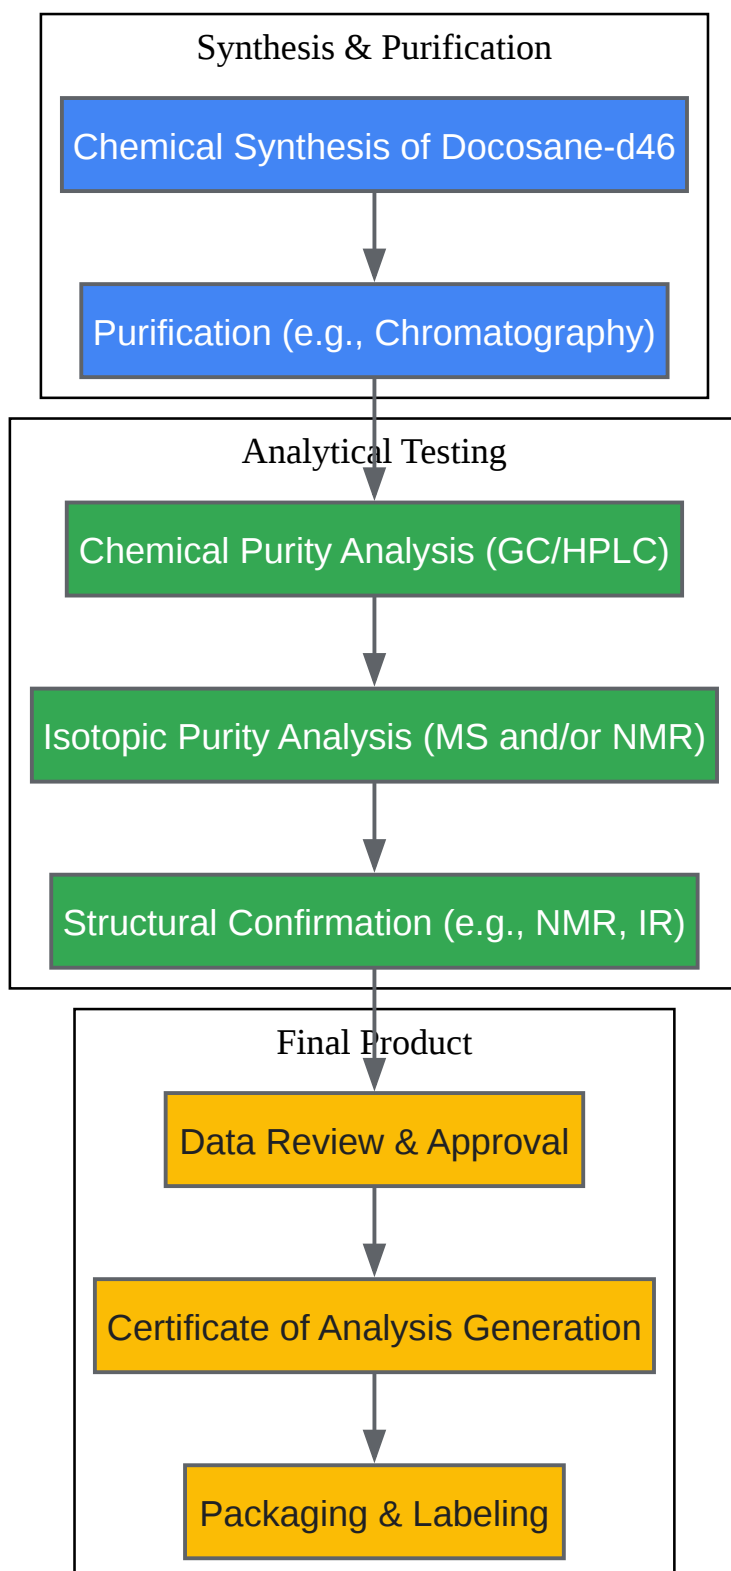 Synthesis & Purification
Chemical Synthesis of Docosane-d46
Purification (e.g., Chromatography)
Analytical Testing
Chemical Purity Analysis (GC/HPLC)
Isotopic Purity Analysis (MS and/or NMR)
Structural Confirmation (e.g., NMR, IR)
Final Product
Data Review & Approval
Certificate of Analysis Generation
Packaging & Labeling